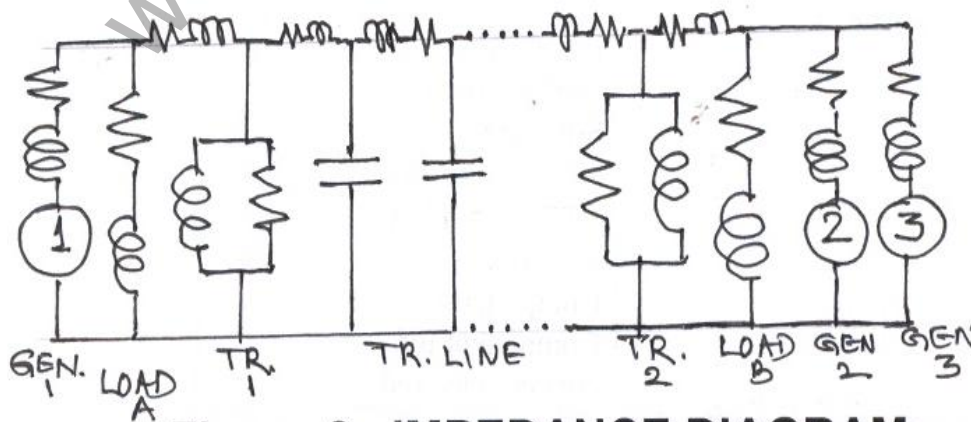 W
1
2
3
GEN. 1
LOAD A
TR. 1
TR. LINE
TR. 2
LOAD B
GEN 2
GEN 3
IMPEDANCE DIAGRAM